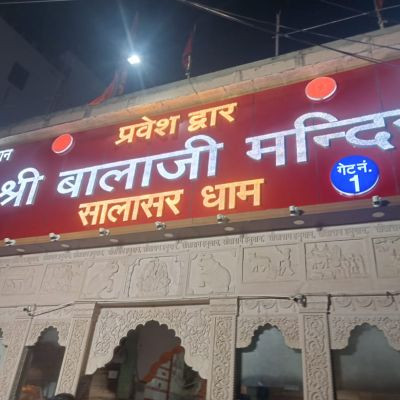 प्रवेश द्वार
श्री बालाजी मन्दिर
गेट नं.
1
सालासर धाम